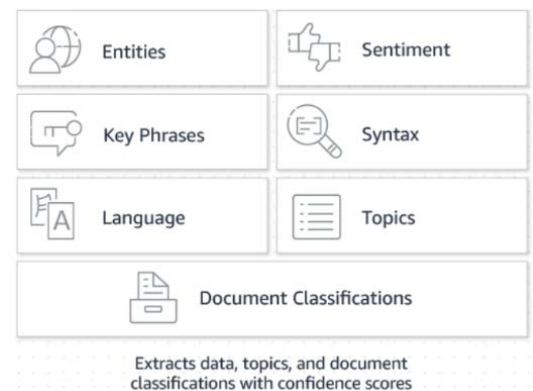 Entities
Sentiment
Key Phrases
Syntax
A
Language
Topics
Document Classifications
Extracts data, topics, and document
classifications with confidence scores